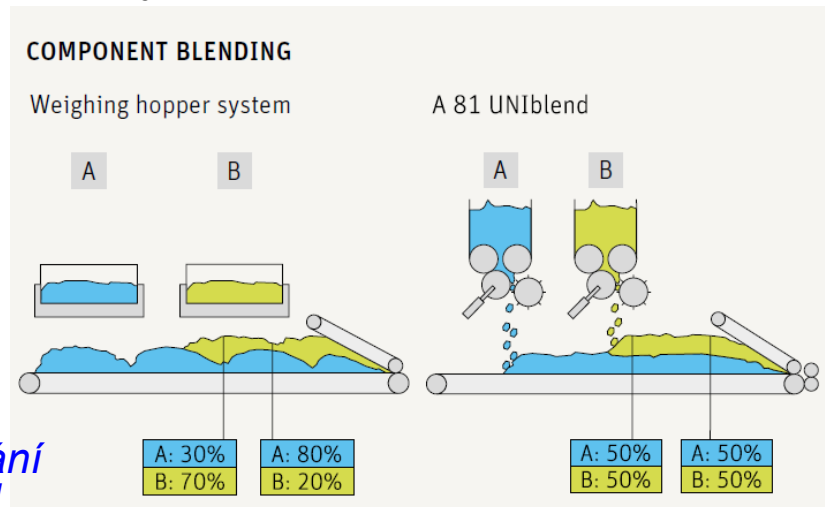 COMPONENT BLENDING
Weighing hopper system
A
B
A: 30%
B: 70%
A: 80%
B: 20%
A 81 UNIblend
A
B
A: 50%
B: 50%
A: 50%
B: 50%